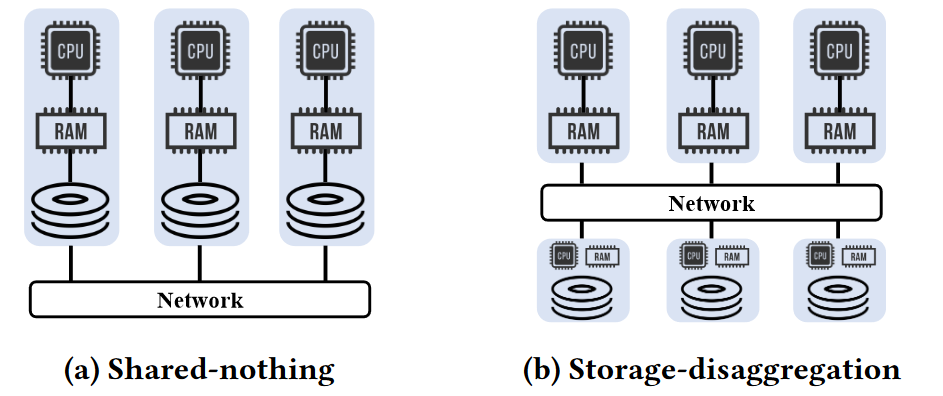 CPU CPU CPU
RAM RAM RAM
Network
(a) Shared-nothing
CPU CPU CPU
RAM RAM RAM
Network
CPU RAM CPU RAM CPU RAM
(b) Storage-disaggregation